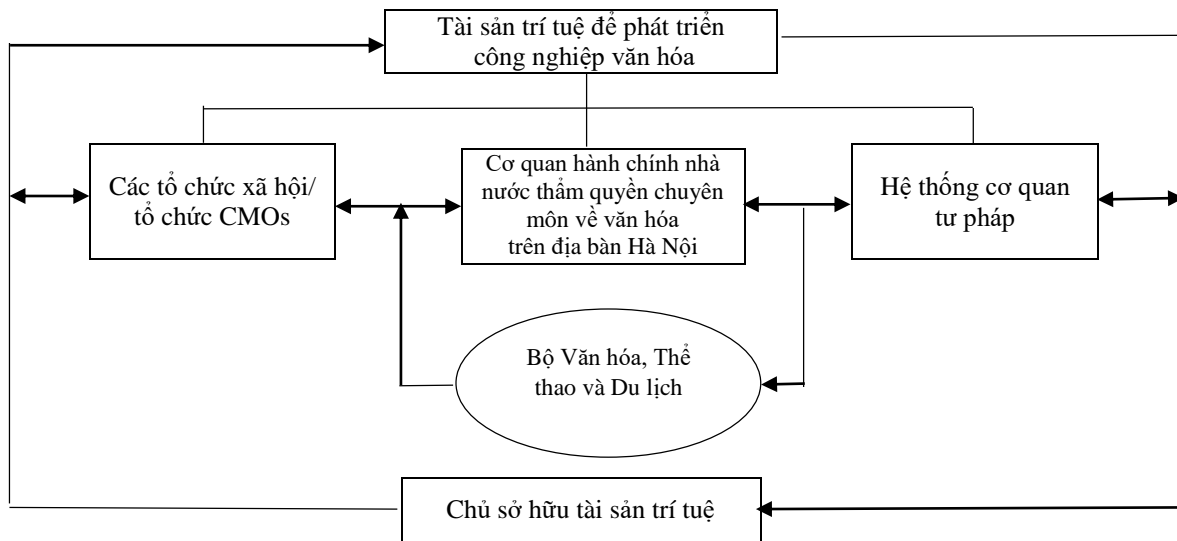 Tài sản trí tuệ để phát triển
công nghiệp văn hóa
Các tổ chức xã hội/
tổ chức CMOs
Cơ quan hành chính nhà
nước thẩm quyền chuyên
môn về văn hóa
trên địa bàn Hà Nội
Hệ thống cơ quan
tư pháp
Bộ Văn hóa, Thể
thao và Du lịch
Chủ sở hữu tài sản trí tuệ